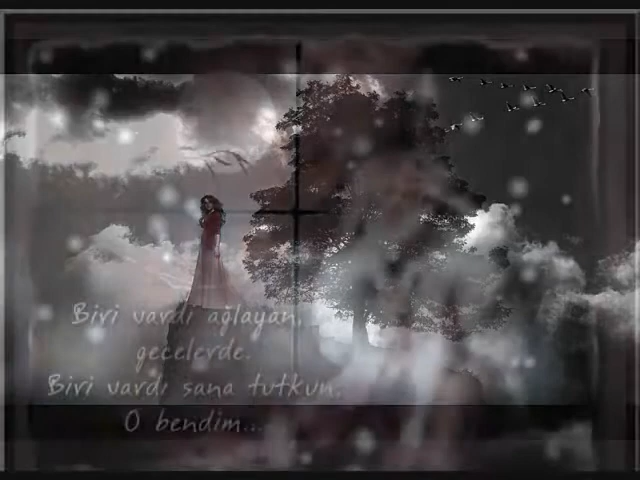 Biri vardı ağlayan,
gecelerde.
Biri vardı sana tutkun.
O bendim...